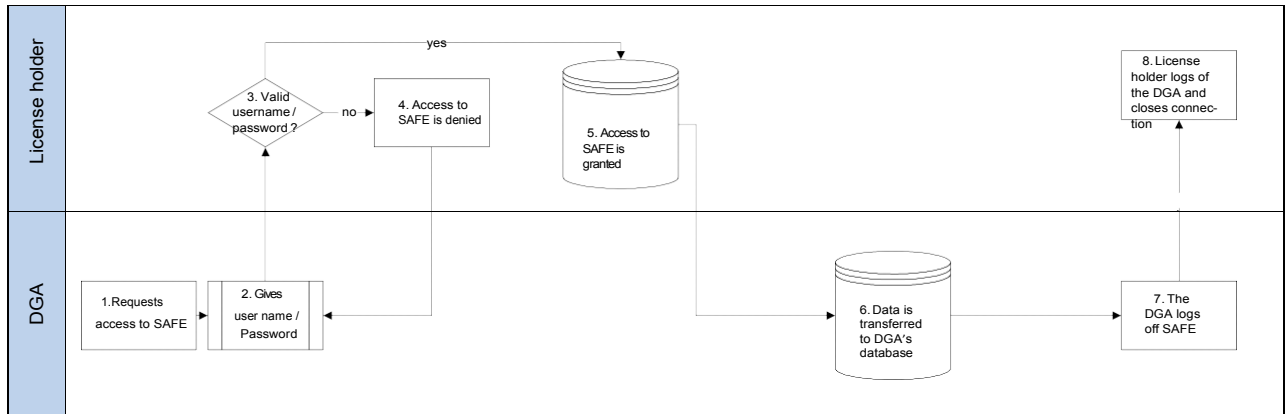 License holder
yes
3. Valid
username /
password ?
no
4. Access to
SAFE is denied
5. Access to
SAFE is
granted
8. License
holder logs of
the DGA and
closes connec-
tion
DGA
1.Requests
access to SAFE
2. Gives
user name /
Password
6. Data is
transferred
to DGA's
database
7. The
DGA logs
off SAFE